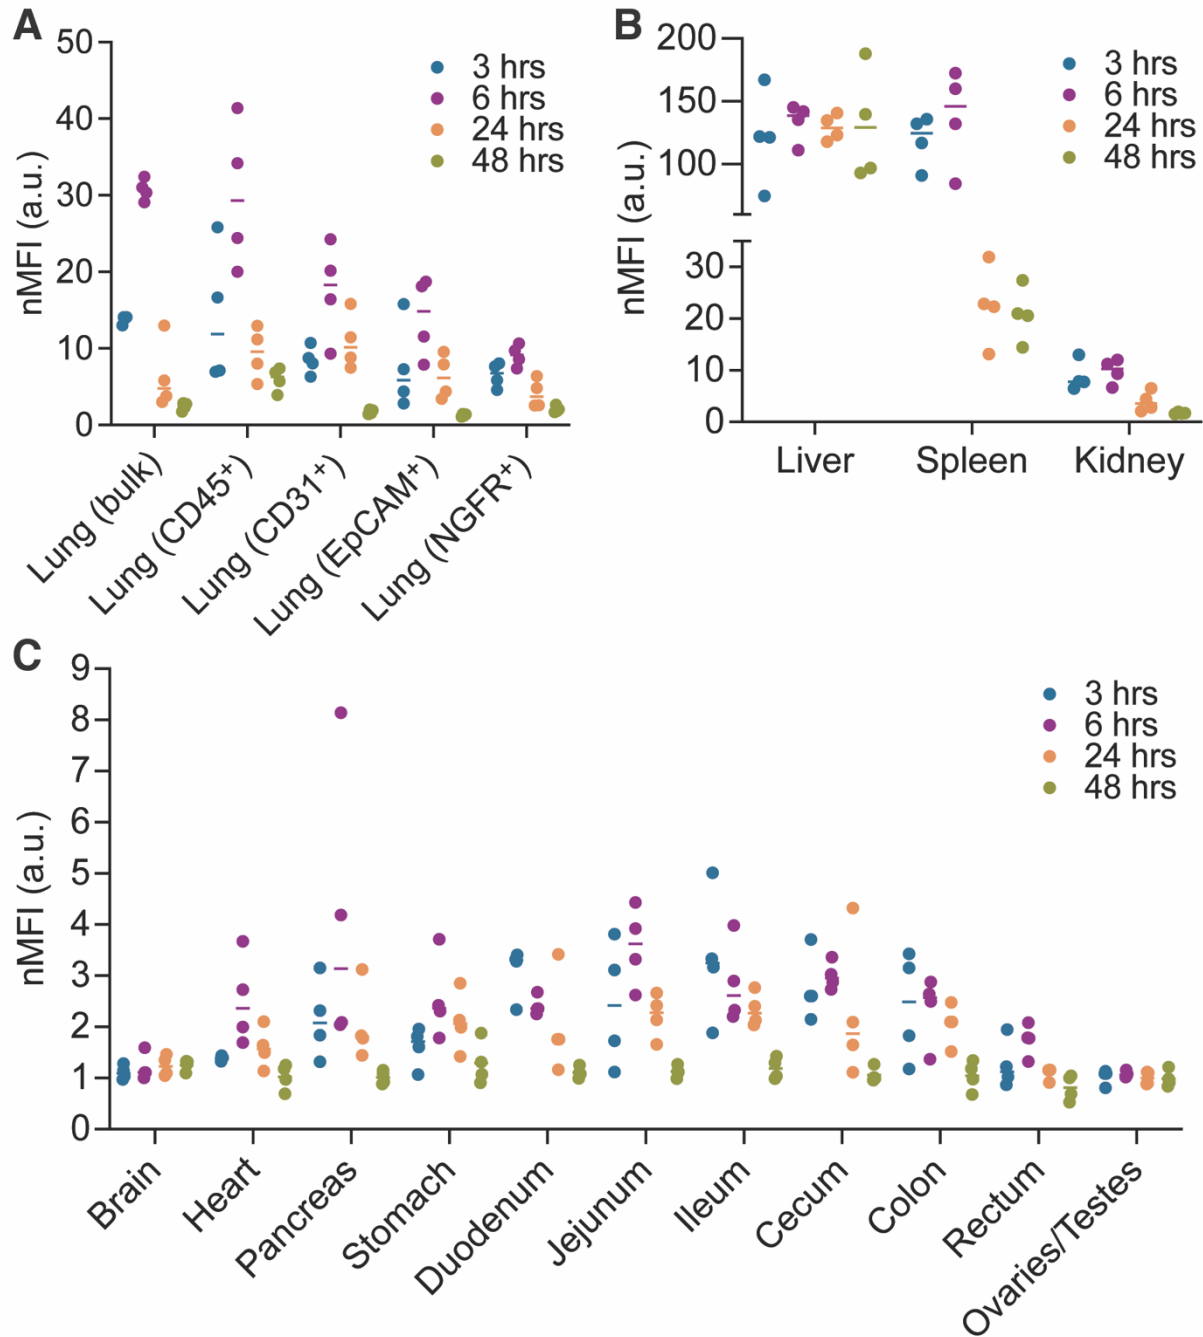 A
50
40
30
20
10
0
nMFI (a.u.)
3 hrs
6 hrs
24 hrs
48 hrs
Lung (bulk)
Lung (CD45⁺)
Lung (CD31⁺)
Lung (EpCAM⁺)
Lung (NGFR⁺)
B
200
150
100
30
20
10
0
nMFI (a.u.)
3 hrs
6 hrs
24 hrs
48 hrs
Liver
Spleen
Kidney
C
9
8
7
6
5
4
3
2
1
0
nMFI (a.u.)
3 hrs
6 hrs
24 hrs
48 hrs
Brain
Heart
Pancreas
Stomach
Duodenum
Jejunum
Ileum
Cecum
Colon
Rectum
Ovaries/Testes